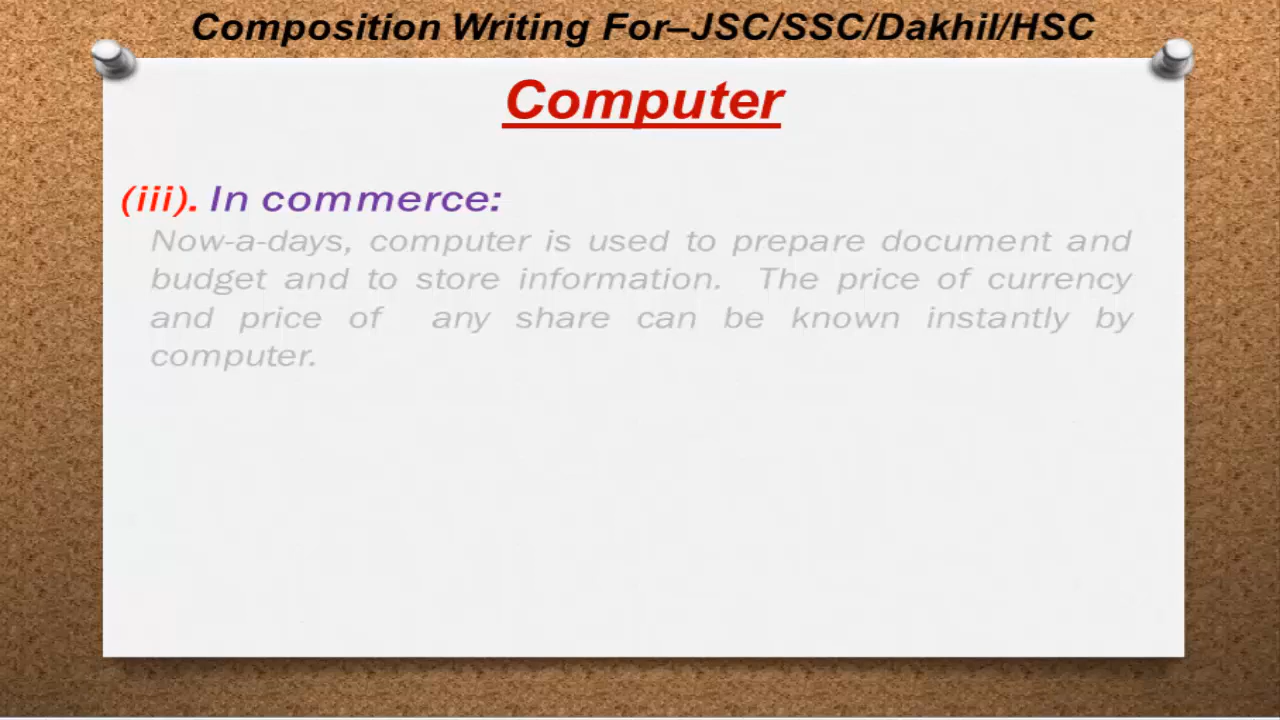 Composition Writing For–JSC/SSC/Dakhil/HSC
Computer
(iii). In commerce:
Now-a-days, computer is used to prepare document and
budget and to store information. The price of currency
and price of any share can be known instantly by
computer.